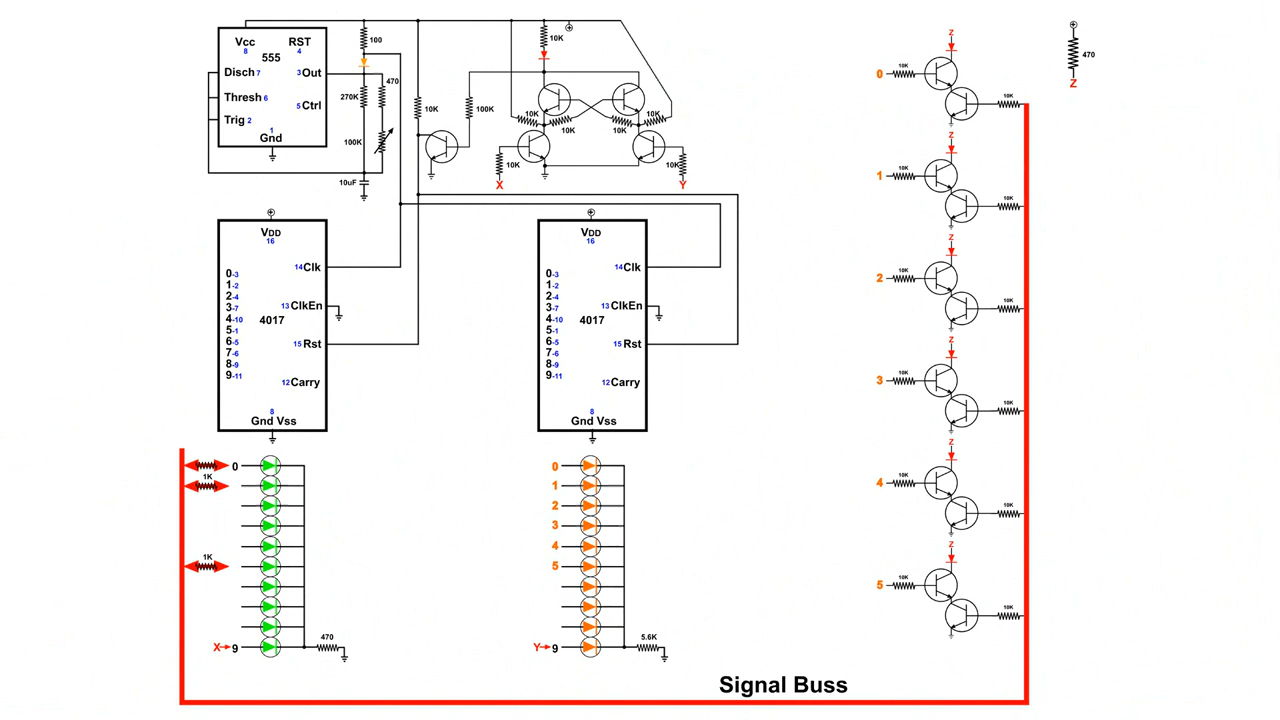 Vcc RST
8 4
555
Disch 7 3 Out
Thresh 6
5 Ctrl
Trig 2
1
Gnd
100
270K
470
100K
10uF
10K
100K
10K
10K
10K
10K
10K
10K
10K
X
Y
VDD
16
14 Clk
0-3
1-2
2-4
3-7
4-10
5-1
6-5
7-6
8-9
9-11
13 ClkEn
4017
15 Rst
12 Carry
8
Gnd Vss
VDD
16
14 Clk
0-3
1-2
2-4
3-7
4-10
5-1
6-5
7-6
8-9
9-11
13 ClkEn
4017
15 Rst
12 Carry
8
Gnd Vss
0
1K
1K
X 9
470
0
1
2
3
4
5
Y 9
5.6K
Z
0 10K
10K
Z
1 10K
10K
Z
2 10K
10K
Z
3 10K
10K
Z
4 10K
10K
Z
5 10K
10K
470
Z
Signal Buss